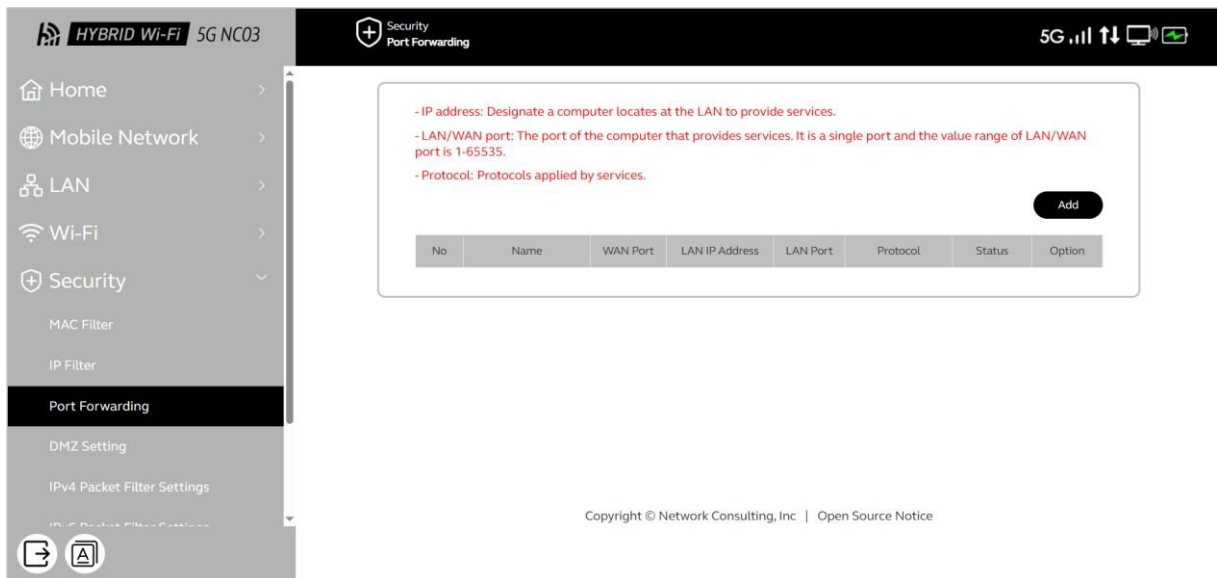 HYBRID Wi-Fi 5G NC03
Security
Port Forwarding
5G
Home
Mobile Network
LAN
Wi-Fi
Security
MAC Filter
IP Filter
Port Forwarding
DMZ Setting
IPv4 Packet Filter Settings
A
- IP address: Designate a computer locates at the LAN to provide services.
- LAN/WAN port: The port of the computer that provides services. It is a single port and the value range of LAN/WAN
port is 1-65535.
- Protocol: Protocols applied by services.
Add
No Name WAN Port LAN IP Address LAN Port Protocol Status Option
Copyright © Network Consulting, Inc | Open Source Notice